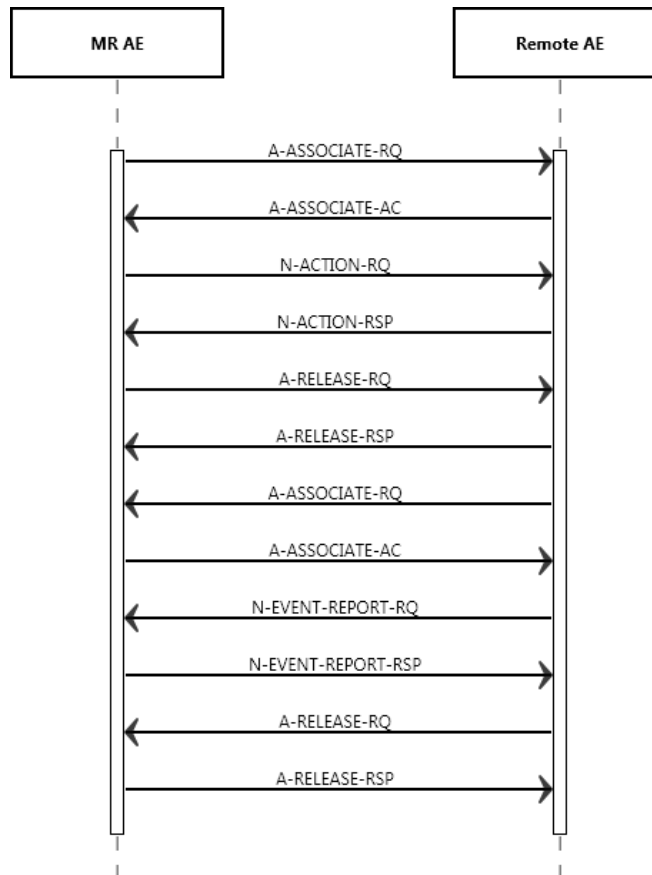 MR AE
Remote AE
A-ASSOCIATE-RQ
A-ASSOCIATE-AC
N-ACTION-RQ
N-ACTION-RSP
A-RELEASE-RQ
A-RELEASE-RSP
A-ASSOCIATE-RQ
A-ASSOCIATE-AC
N-EVENT-REPORT-RQ
N-EVENT-REPORT-RSP
A-RELEASE-RQ
A-RELEASE-RSP